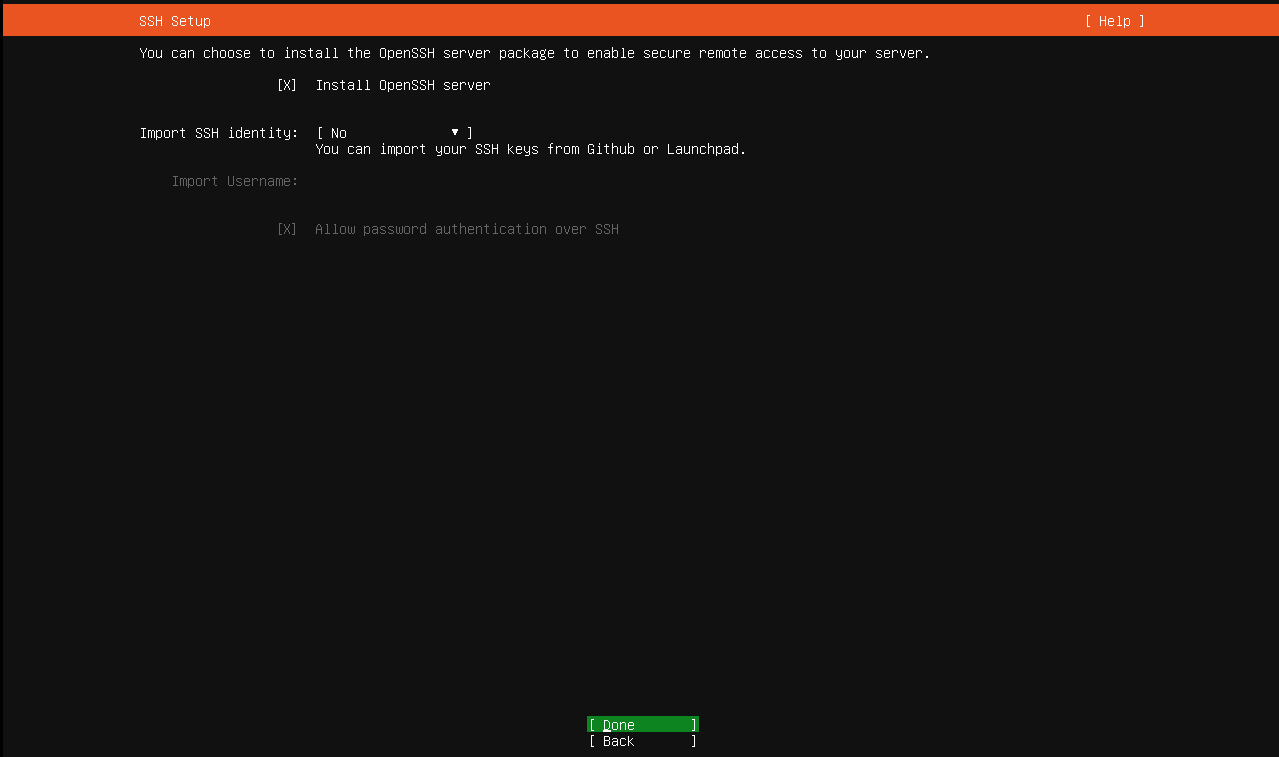 SSH Setup [ Help ]
You can choose to install the OpenSSH server package to enable secure remote access to your server.
[X] Install OpenSSH server
Import SSH identity: [ No ▼ ]
You can import your SSH keys from Github or Launchpad.
Import Username:
[X] Allow password authentication over SSH
[ Done ]
[ Back ]